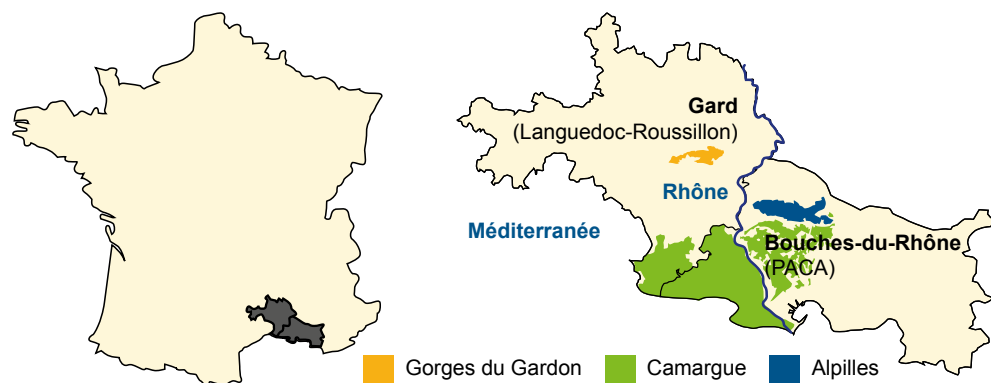 Gard
(Languedoc-Roussillon)
Rhône
Méditerranée
Bouches-du-Rhône
(PACA)
Gorges du Gardon
Camargue
Alpilles